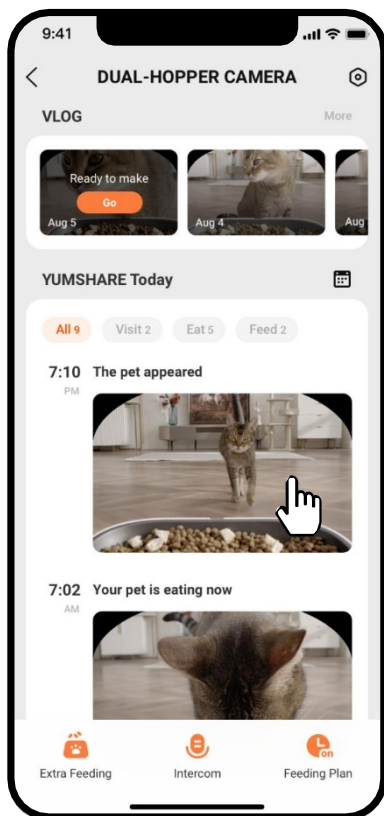 9:41
DUAL-HOPPER CAMERA
VLOG More
Ready to make
Go
Aug 5 Aug 4 Aug
YUMSHARE Today
All 9 Visit 2 Eat 5 Feed 2
7:10 The pet appeared
PM
7:02 Your pet is eating now
AM
on
Extra Feeding Intercom Feeding Plan